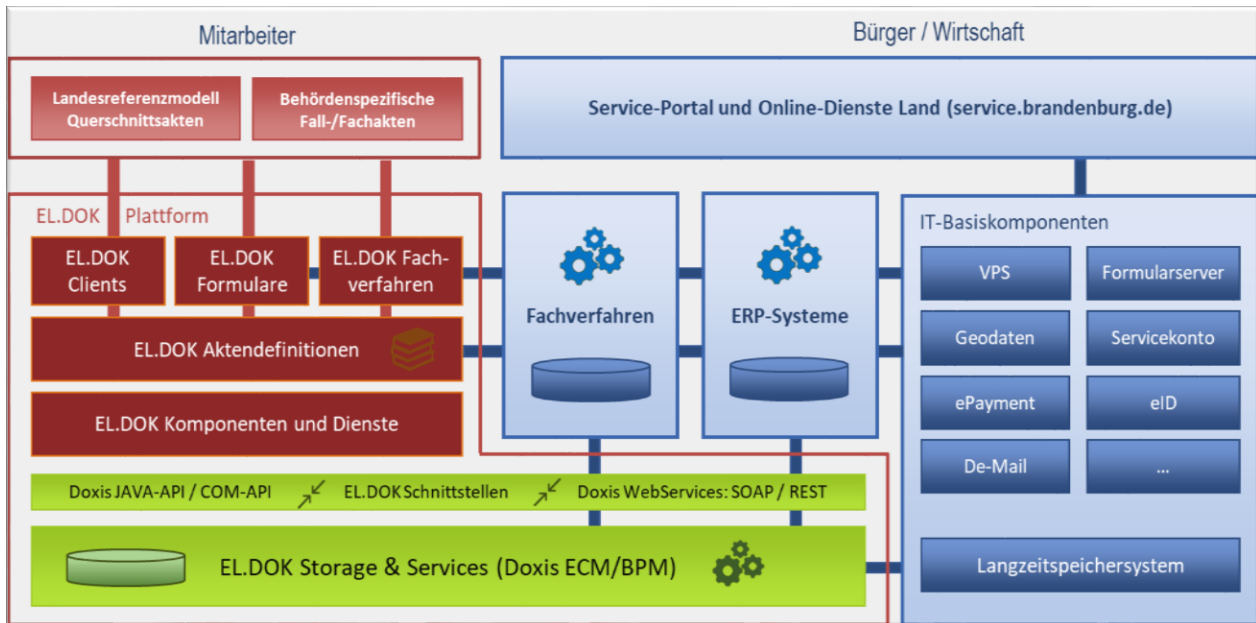 Mitarbeiter
Bürger / Wirtschaft
Landesreferenzmodell
Querschnittsakten
Behördenspezifische
Fall-/Fachakten
Service-Portal und Online-Dienste Land (service.brandenburg.de)
EL.DOK Plattform
EL.DOK
Clients
EL.DOK
Formulare
EL.DOK Fach-
verfahren
EL.DOK Aktendefinitionen
EL.DOK Komponenten und Dienste
Fachverfahren
ERP-Systeme
IT-Basiskomponenten
VPS
Formularserver
Geodaten
Servicekonto
ePayment
eID
De-Mail
...
Langzeitspeichersystem
Doxis JAVA-API / COM-API
EL.DOK Schnittstellen
Doxis WebServices: SOAP / REST
EL.DOK Storage & Services (Doxis ECM/BPM)